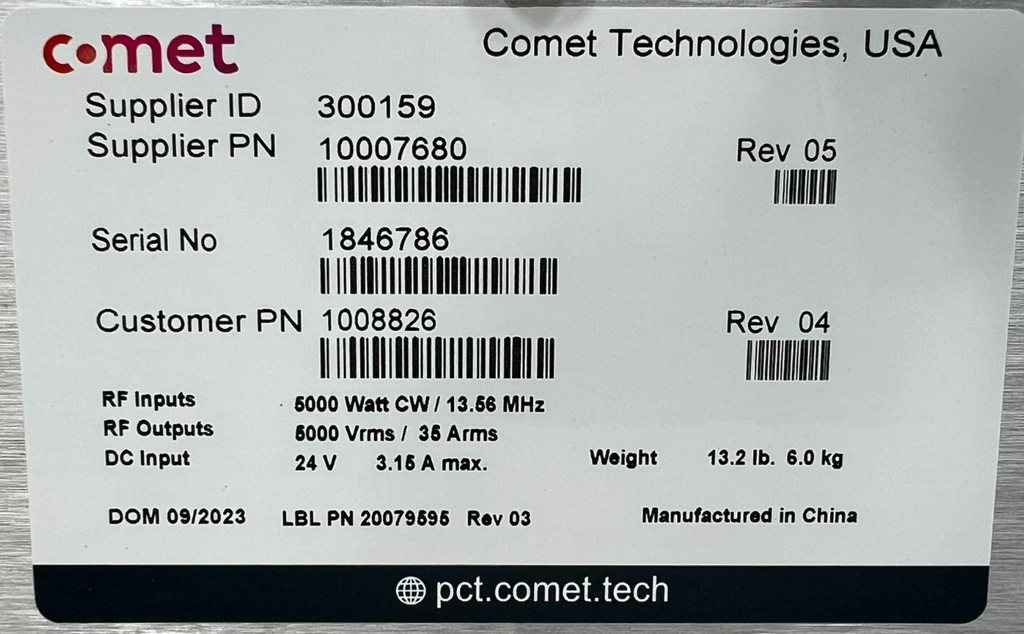 comet
Comet Technologies, USA
Supplier ID 300159
Supplier PN 10007680 Rev 05
Serial No 1846786
Customer PN 1008826 Rev 04
RF Inputs 5000 Watt CW / 13.56 MHz
RF Outputs 5000 Vrms / 35 Arms
DC Input 24 V 3.15 A max. Weight 13.2 lb. 6.0 kg
DOM 09/2023 LBL PN 20079595 Rev 03 Manufactured in China
pct.comet.tech